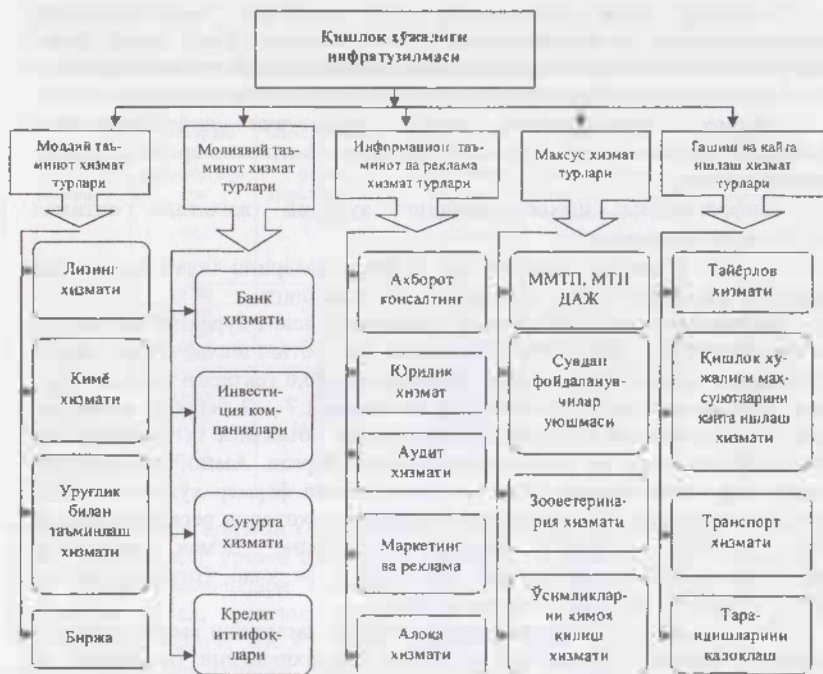 Қишлоқ хўжалиги
инфратузилмаси
Моддий таъ-
минот хизмат
турлари
Молиявий таъ-
минот хизмат
турлари
Информацион таъ-
минот ва реклама
хизмат турлари
Махсус хизмат
турлари
Ташиш ва қайта
ишлаш хизмат
турлари
Лизинг
хизмати
Кимё
хизмати
Уруғлик
билан
таъминлаш
хизмати
Биржа
Банк
хизмати
Инвести-
ция ком-
паниялари
Суғурта
хизмати
Кредит
иттифоқ-
лари
Ахборот
консалтинг
Юридик
хизмат
Аудит
хизмати
Маркетинг
ва реклама
Алоқа
хизмати
ММТП, МТП
ДАЖ
Сувдан
фойдаланув-
чилар
уюшмаси
Зооветерина-
рия хизмати
Ўсимликлар-
ни химоя
қилиш
хизмати
Тайёрлов
хизмати
Қишлоқ хў-
жалиги мах-
сулотларини
қайта ишлаш
хизмати
Транспорт
хизмати
Тара-
идишларини
қадоқлаш